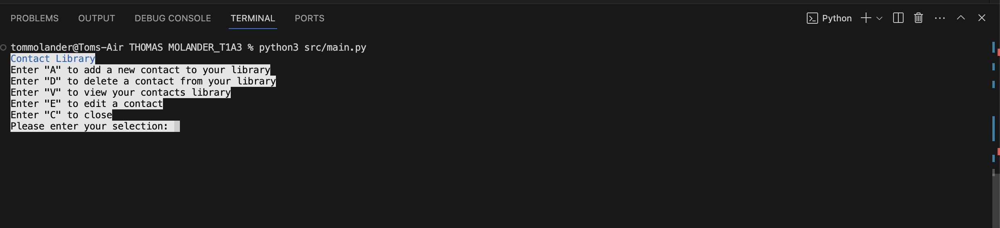 PROBLEMS OUTPUT DEBUG CONSOLE TERMINAL PORTS Python
tommolander@Toms-Air THOMAS MOLANDER_T1A3 % python3 src/main.py
Contact Library
Enter "A" to add a new contact to your library
Enter "D" to delete a contact from your library
Enter "V" to view your contacts library
Enter "E" to edit a contact
Enter "C" to close
Please enter your selection: